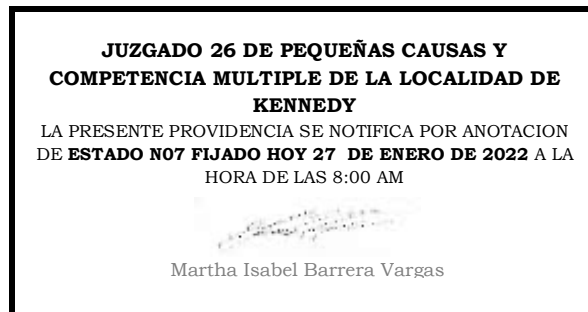 JUZGADO 26 DE PEQUEÑAS CAUSAS Y
COMPETENCIA MULTIPLE DE LA LOCALIDAD DE
KENNEDY
LA PRESENTE PROVIDENCIA SE NOTIFICA POR ANOTACION
DE ESTADO N07 FIJADO HOY 27 DE ENERO DE 2022 A LA
HORA DE LAS 8:00 AM
Martha Isabel Barrera Vargas